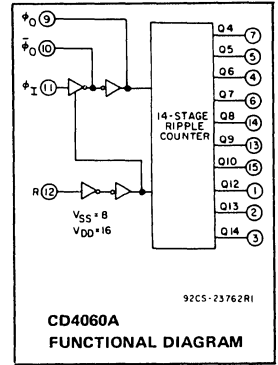 ϕO 9
ϕ̅O 10
ϕI 11
R 12
VSS = 8
VDD = 16
14-STAGE
RIPPLE
COUNTER
Q4 7
Q5 5
Q6 4
Q7 6
Q8 14
Q9 13
Q10 15
Q12 1
Q13 2
Q14 3
92CS-23762R1
CD4060A
FUNCTIONAL DIAGRAM